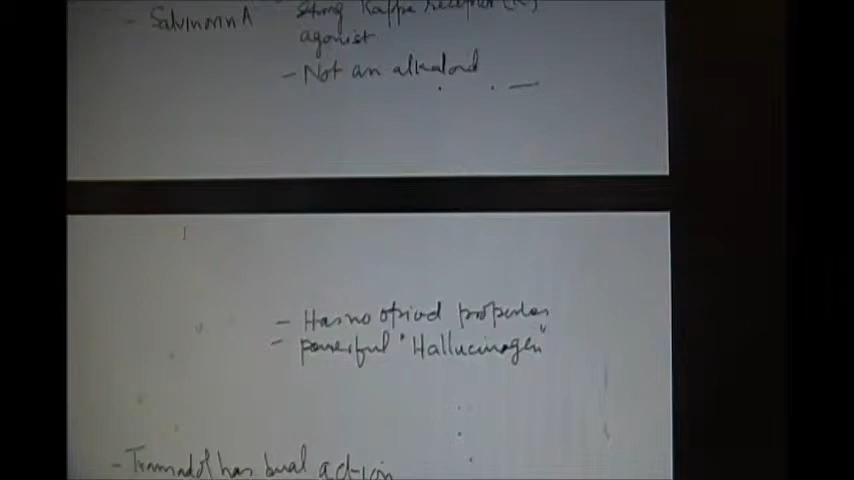 - Salvinorin A strong Kappa receptor (K)
agonist
- Not an alkaloid
- Has no opioid properties
- powerful "Hallucinogen"
- Tramadol has dual action